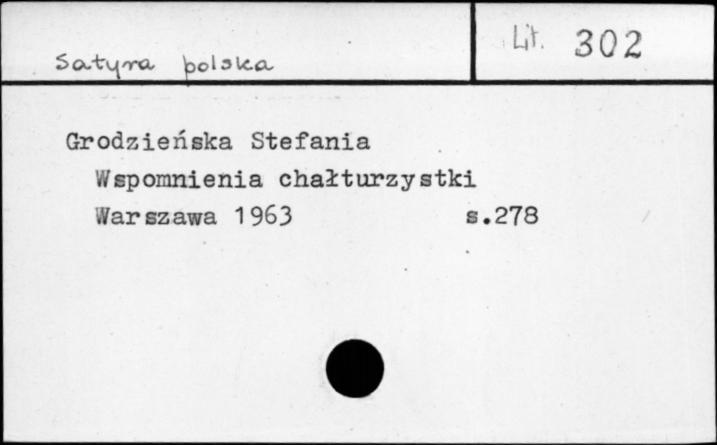 Satyra polska
Lit. 302
Grodzieńska Stefania
Wspomnienia chałturzystki
Warszawa 1963 s.278